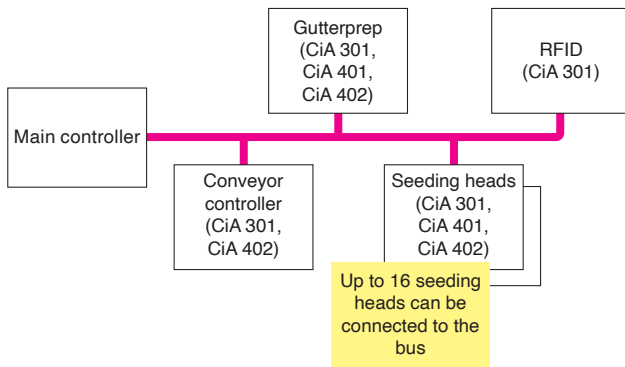 Gutterprep
(CiA 301,
CiA 401,
CiA 402)
RFID
(CiA 301)
Main controller
Conveyor
controller
(CiA 301,
CiA 402)
Seeding heads
(CiA 301,
CiA 401,
CiA 402)
Up to 16 seeding
heads can be
connected to the
bus